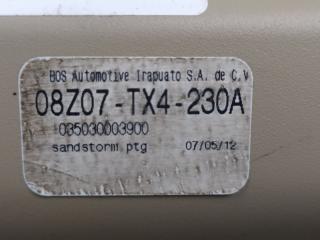 BOS Automotive Irapuato S.A. de C.V
08Z07-TX4-230A
035030003900
sandstorm ptg 07/05/12